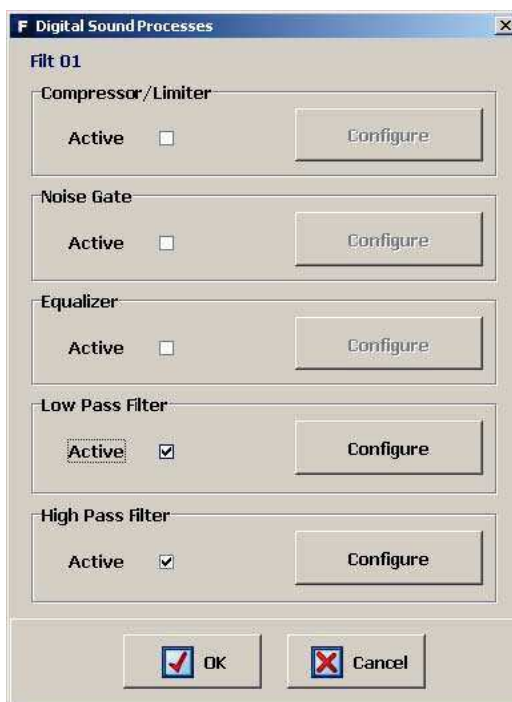 F Digital Sound Processes
Filt 01
Compressor/Limiter
Active Configure
Noise Gate
Active Configure
Equalizer
Active Configure
Low Pass Filter
Active Configure
High Pass Filter
Active Configure
OK Cancel